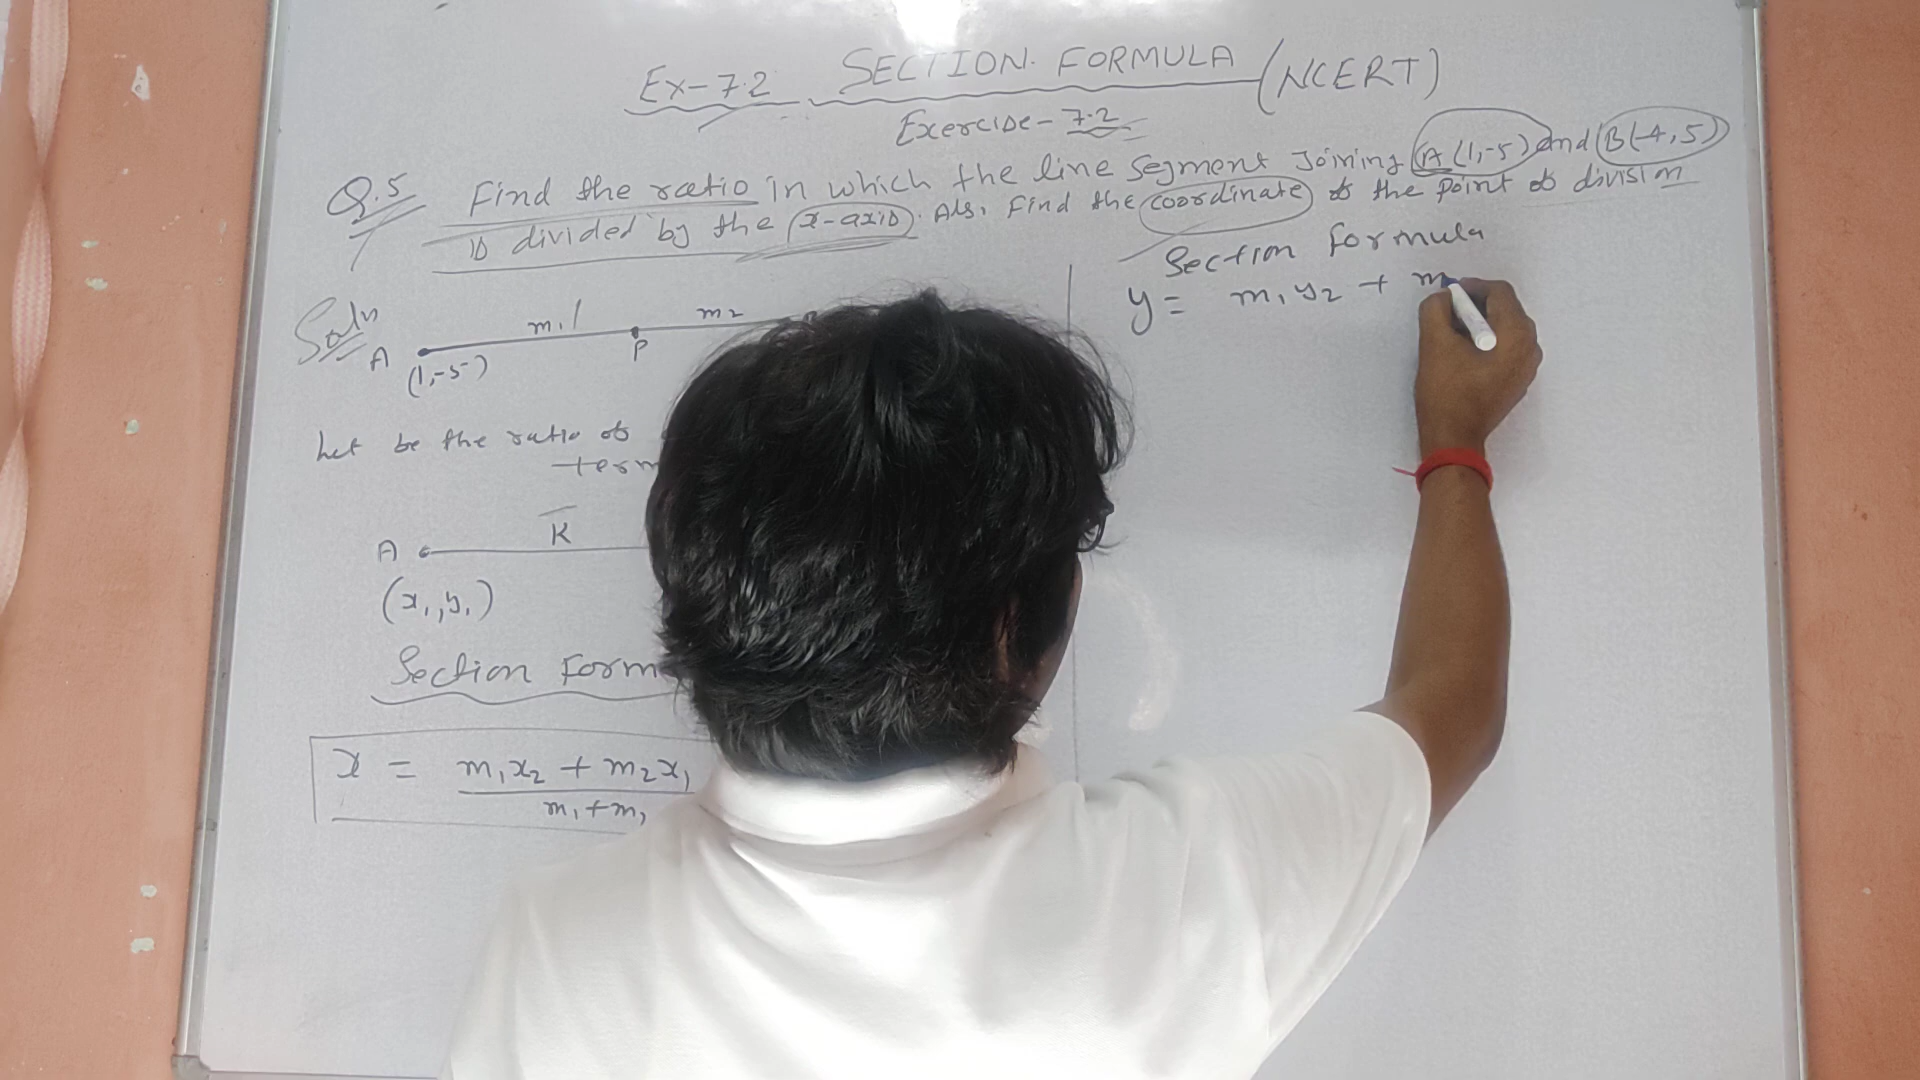 Ex-7.2 SECTION FORMULA (NCERT)
Exercise-7.2
Q.5 Find the ratio in which the line segment Joining A(1,-5) and B(-4,5)
is divided by the x-axis. Also Find the coordinate of the point of division
Soln
m1 m2
A P
(1,-5)
Let be the ratio of
term
K
A
(x1, y1)
Section Form
x = m1x2 + m2x1
m1+m2
Section formula
y = m1y2 + m